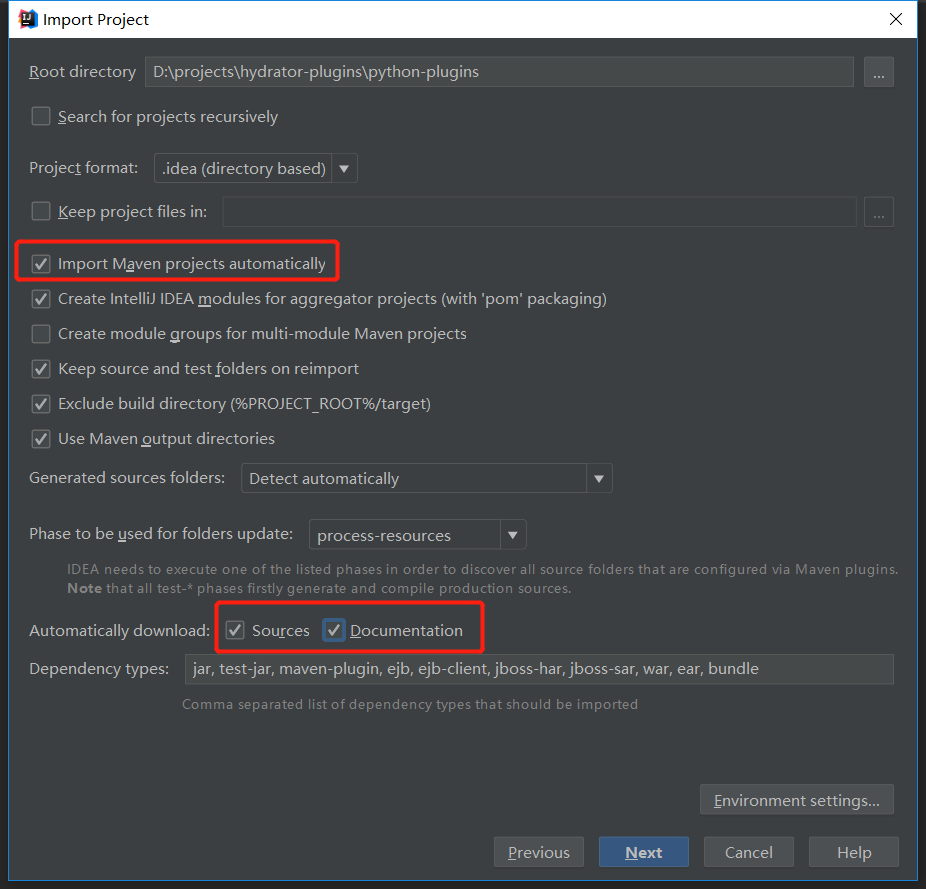 Import Project
Root directory D:\projects\hydrator-plugins\python-plugins ...
Search for projects recursively
Project format: .idea (directory based)
Keep project files in: ...
Import Maven projects automatically
Create IntelliJ IDEA modules for aggregator projects (with 'pom' packaging)
Create module groups for multi-module Maven projects
Keep source and test folders on reimport
Exclude build directory (%PROJECT_ROOT%/target)
Use Maven output directories
Generated sources folders: Detect automatically
Phase to be used for folders update: process-resources
IDEA needs to execute one of the listed phases in order to discover all source folders that are configured via Maven plugins.
Note that all test-* phases firstly generate and compile production sources.
Automatically download: Sources Documentation
Dependency types: jar, test-jar, maven-plugin, ejb, ejb-client, jboss-har, jboss-sar, war, ear, bundle
Comma separated list of dependency types that should be imported
Environment settings...
Previous Next Cancel Help